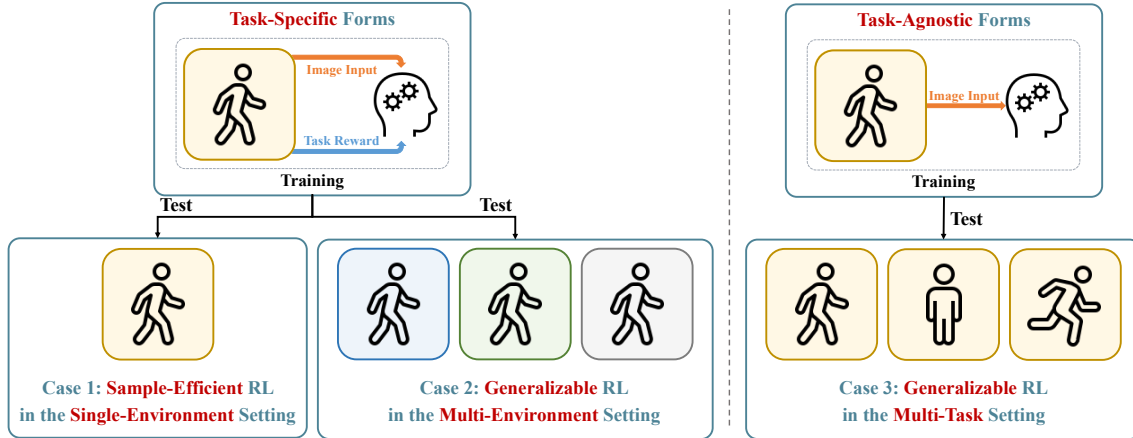 Task-Specific Forms
Image Input
Task Reward
Training
Test
Test
Case 1: Sample-Efficient RL
in the Single-Environment Setting
Case 2: Generalizable RL
in the Multi-Environment Setting
Task-Agnostic Forms
Image Input
Training
Test
Case 3: Generalizable RL
in the Multi-Task Setting